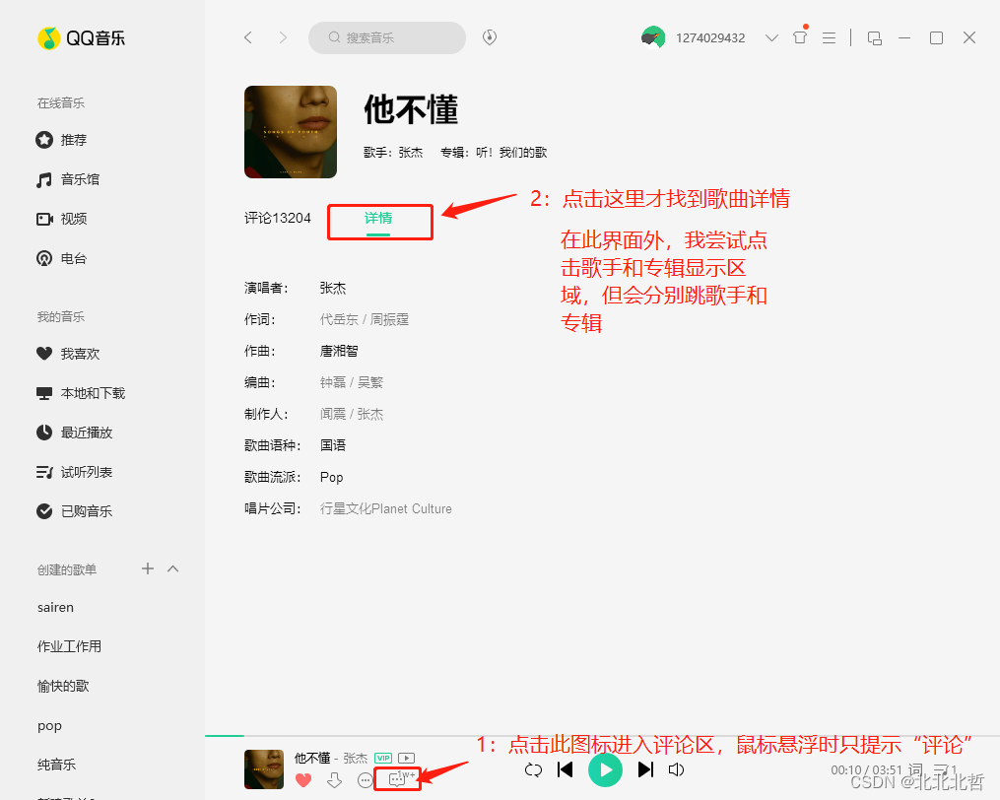 QQ音乐
搜索音乐
1274029432
在线音乐
推荐
音乐馆
视频
电台
我的音乐
我喜欢
本地和下载
最近播放
试听列表
已购音乐
创建的歌单
sairen
作业工作用
愉快的歌
pop
纯音乐
他不懂
歌手：张杰 专辑：听！我们的歌
SONGS OF YOUTH
评论13204 详情
2：点击这里才找到歌曲详情
在此界面外，我尝试点
击歌手和专辑显示区
域，但会分别跳歌手和
专辑
演唱者： 张杰
作词： 代岳东 / 周振霆
作曲： 唐湘智
编曲： 钟磊 / 吴繁
制作人： 闻震 / 张杰
歌曲语种： 国语
歌曲流派： Pop
唱片公司： 行星文化Planet Culture
1：点击此图标进入评论区，鼠标悬浮时只提示“评论”
他不懂 - 张杰 VIP
1W+
00:10 / 03:51 词 1
CSDN @北北北哲